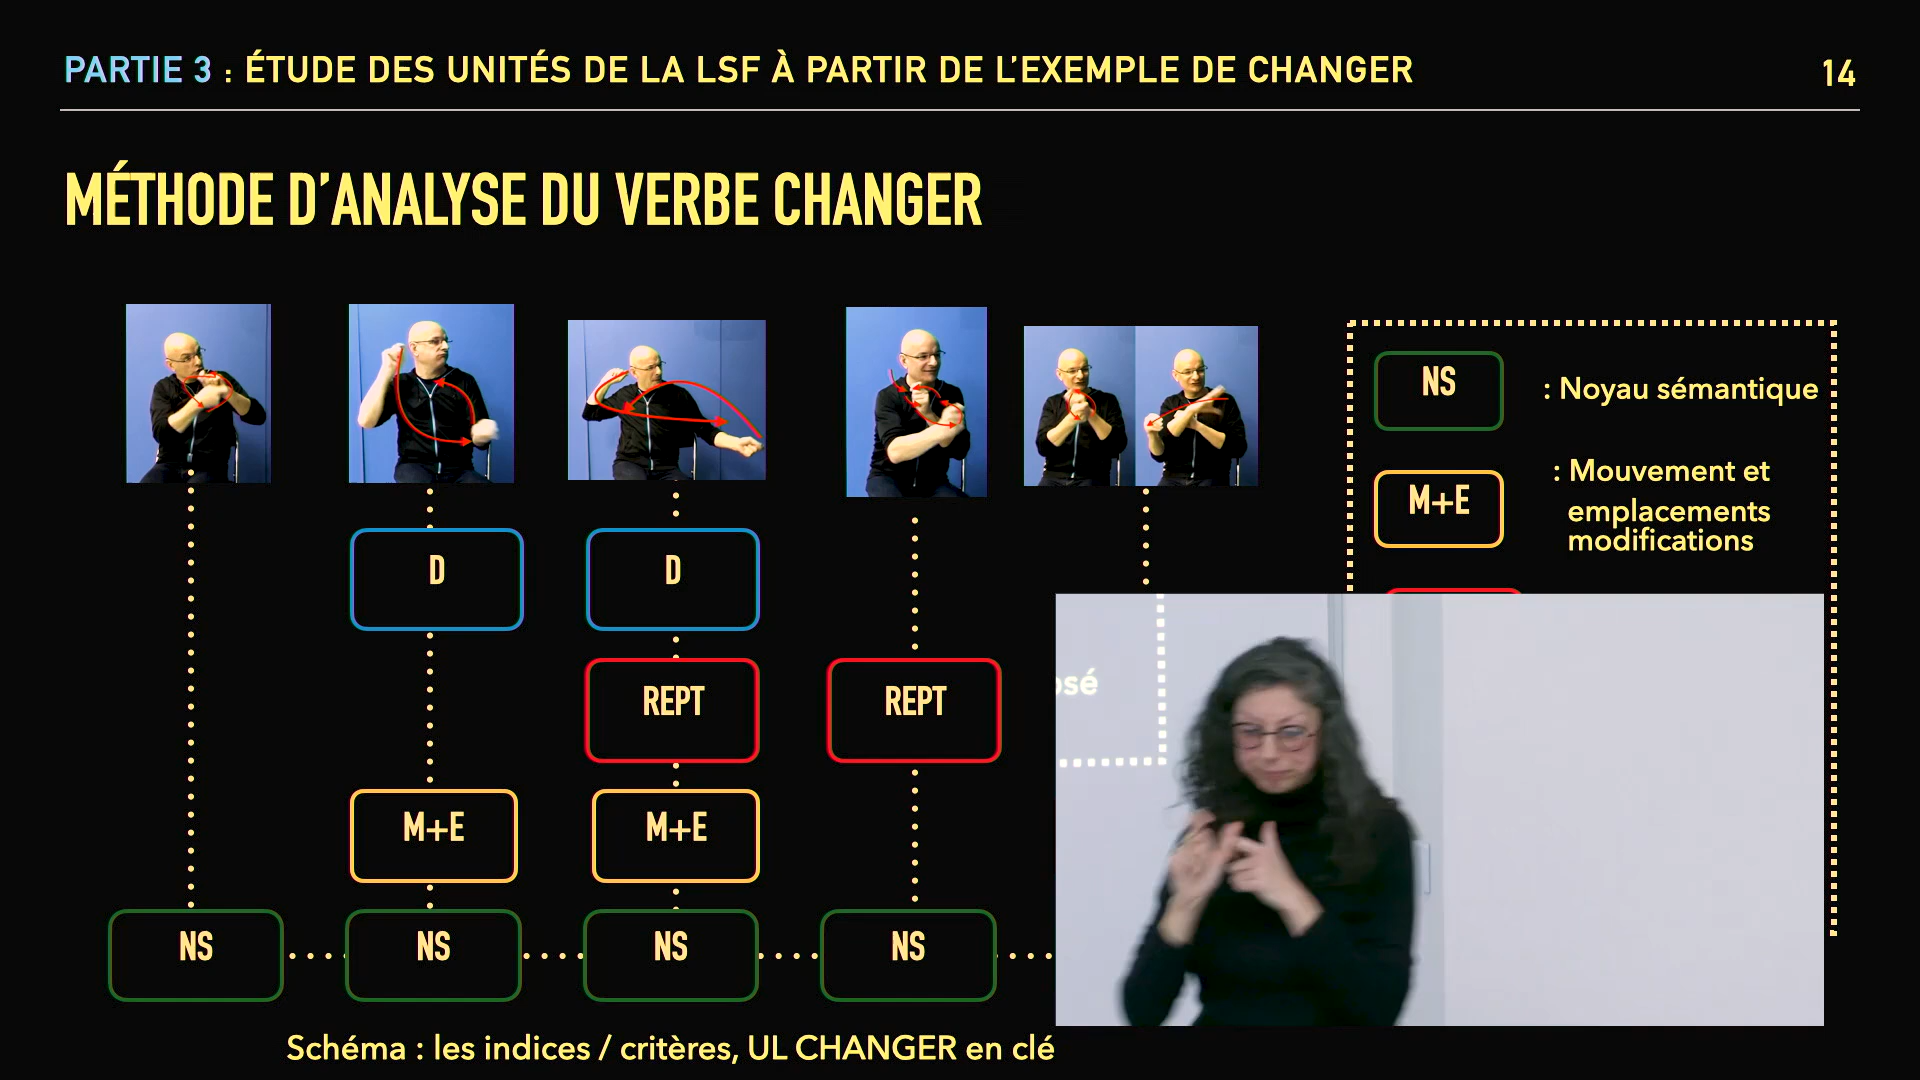 PARTIE 3 : ÉTUDE DES UNITÉS DE LA LSF À PARTIR DE L'EXEMPLE DE CHANGER
14
MÉTHODE D'ANALYSE DU VERBE CHANGER
NS
: Noyau sémantique
M+E
: Mouvement et
emplacements
modifications
D
D
REPT
REPT
M+E
M+E
NS
NS
NS
NS
Schéma : les indices / critères, UL CHANGER en clé